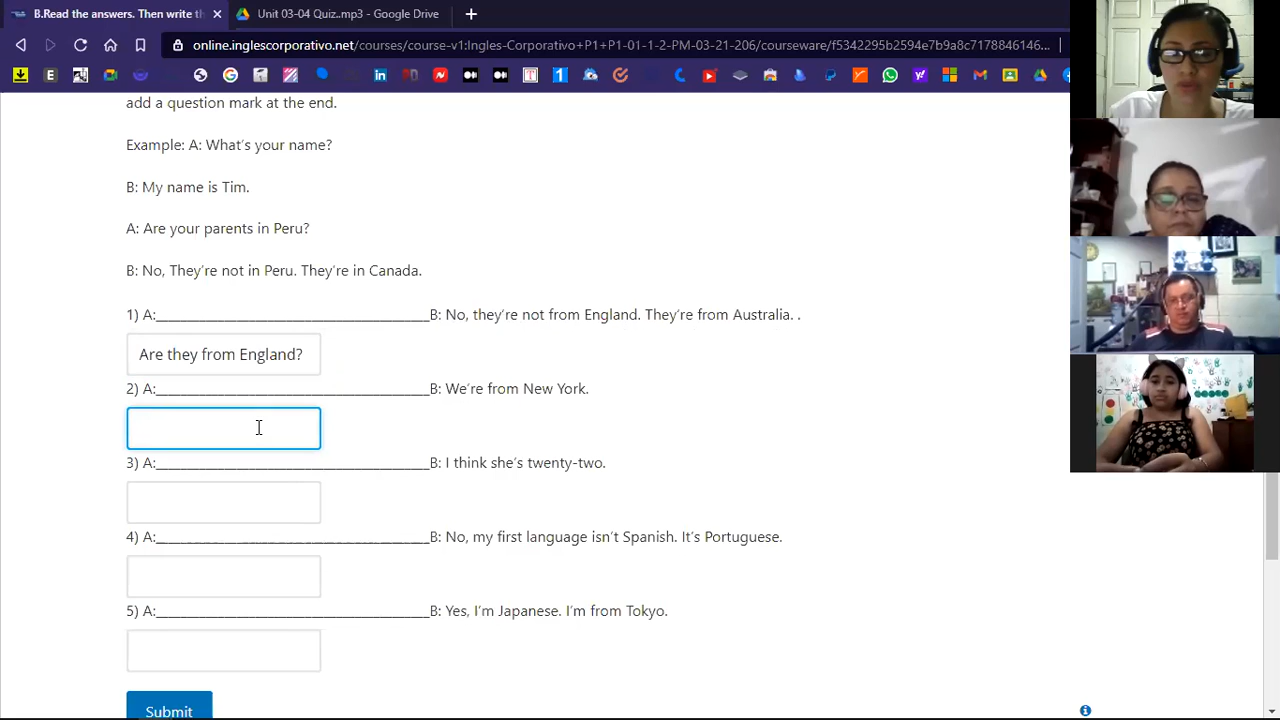 B.Read the answers. Then write th
Unit 03-04 Quiz..mp3 - Google Drive
online.inglescorporativo.net/courses/course-v1:Ingles-Corporativo+P1+P1-01-1-2-PM-03-21-206/courseware/f5342295b2594e7b9a8c7178846146...
add a question mark at the end.
Example: A: What's your name?
B: My name is Tim.
A: Are your parents in Peru?
B: No, They're not in Peru. They're in Canada.
1) A:______________________________________B: No, they're not from England. They're from Australia. .
Are they from England?
2) A:______________________________________B: We're from New York.
3) A:______________________________________B: I think she's twenty-two.
4) A:______________________________________B: No, my first language isn't Spanish. It's Portuguese.
5) A:______________________________________B: Yes, I'm Japanese. I'm from Tokyo.
Submit